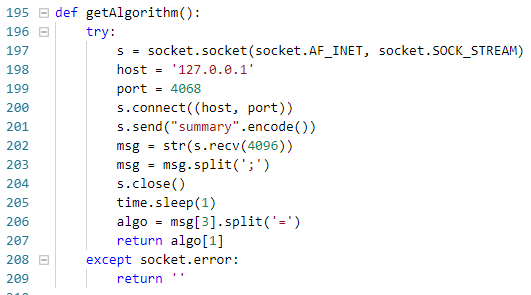 195 def getAlgorithm():
196     try:
197         s = socket.socket(socket.AF_INET, socket.SOCK_STREAM)
198         host = '127.0.0.1'
199         port = 4068
200         s.connect((host, port))
201         s.send("summary".encode())
202         msg = str(s.recv(4096))
203         msg = msg.split(';')
204         s.close()
205         time.sleep(1)
206         algo = msg[3].split('=')
207         return algo[1]
208     except socket.error:
209         return ''